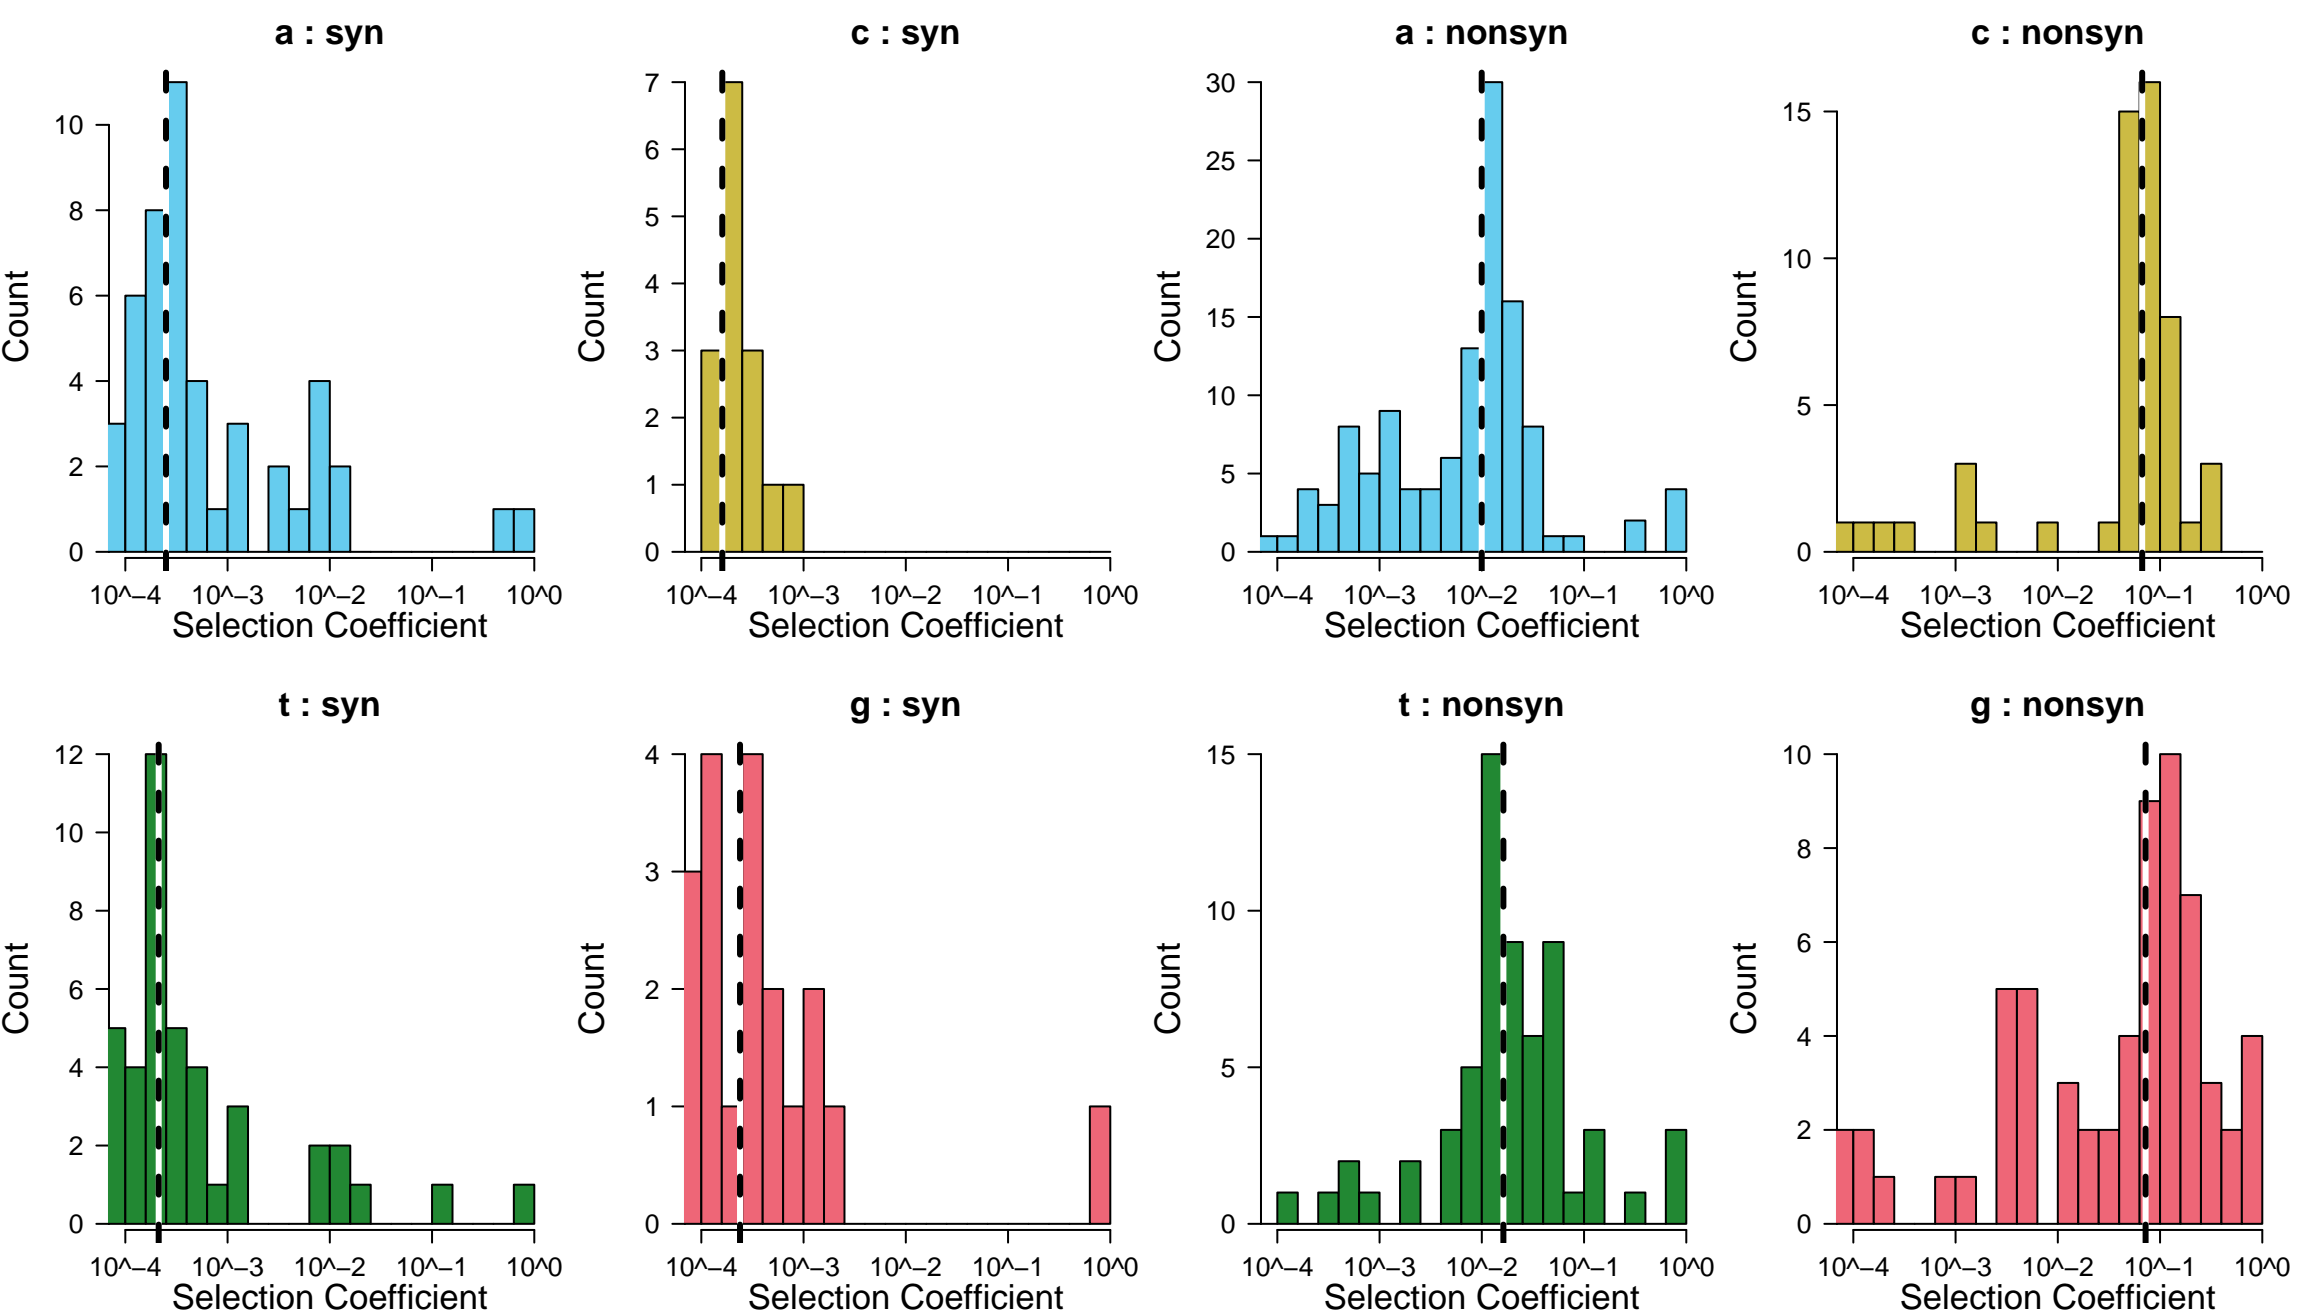 a : syn
Count
10
8
6
4
2
0
10^−4 10^−3 10^−2 10^−1 10^0
Selection Coefficient
c : syn
Count
7
6
5
4
3
2
1
0
10^−4 10^−3 10^−2 10^−1 10^0
Selection Coefficient
a : nonsyn
Count
30
25
20
15
10
5
0
10^−4 10^−3 10^−2 10^−1 10^0
Selection Coefficient
c : nonsyn
Count
15
10
5
0
10^−4 10^−3 10^−2 10^−1 10^0
Selection Coefficient
t : syn
Count
12
10
8
6
4
2
0
10^−4 10^−3 10^−2 10^−1 10^0
Selection Coefficient
g : syn
Count
4
3
2
1
0
10^−4 10^−3 10^−2 10^−1 10^0
Selection Coefficient
t : nonsyn
Count
15
10
5
0
10^−4 10^−3 10^−2 10^−1 10^0
Selection Coefficient
g : nonsyn
Count
10
8
6
4
2
0
10^−4 10^−3 10^−2 10^−1 10^0
Selection Coefficient